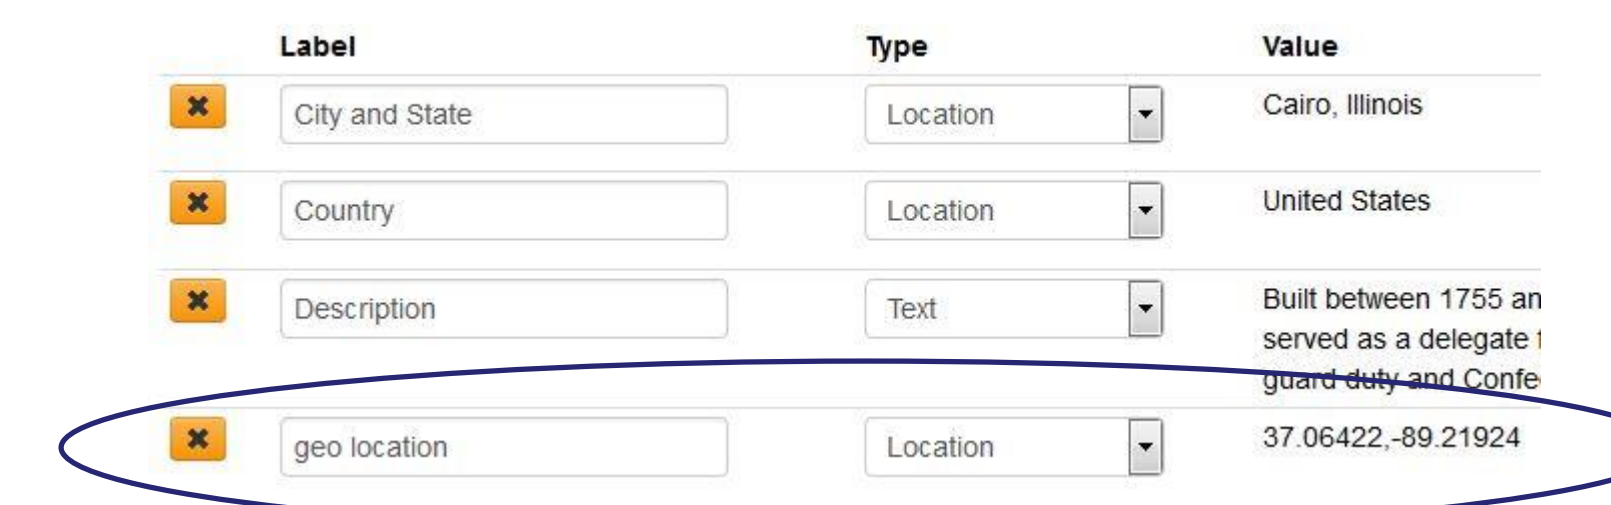 Label Type Value
City and State Location Cairo, Illinois
Country Location United States
Description Text Built between 1755 an
served as a delegate
guard duty and Confe
geo location Location 37.06422,-89.21924